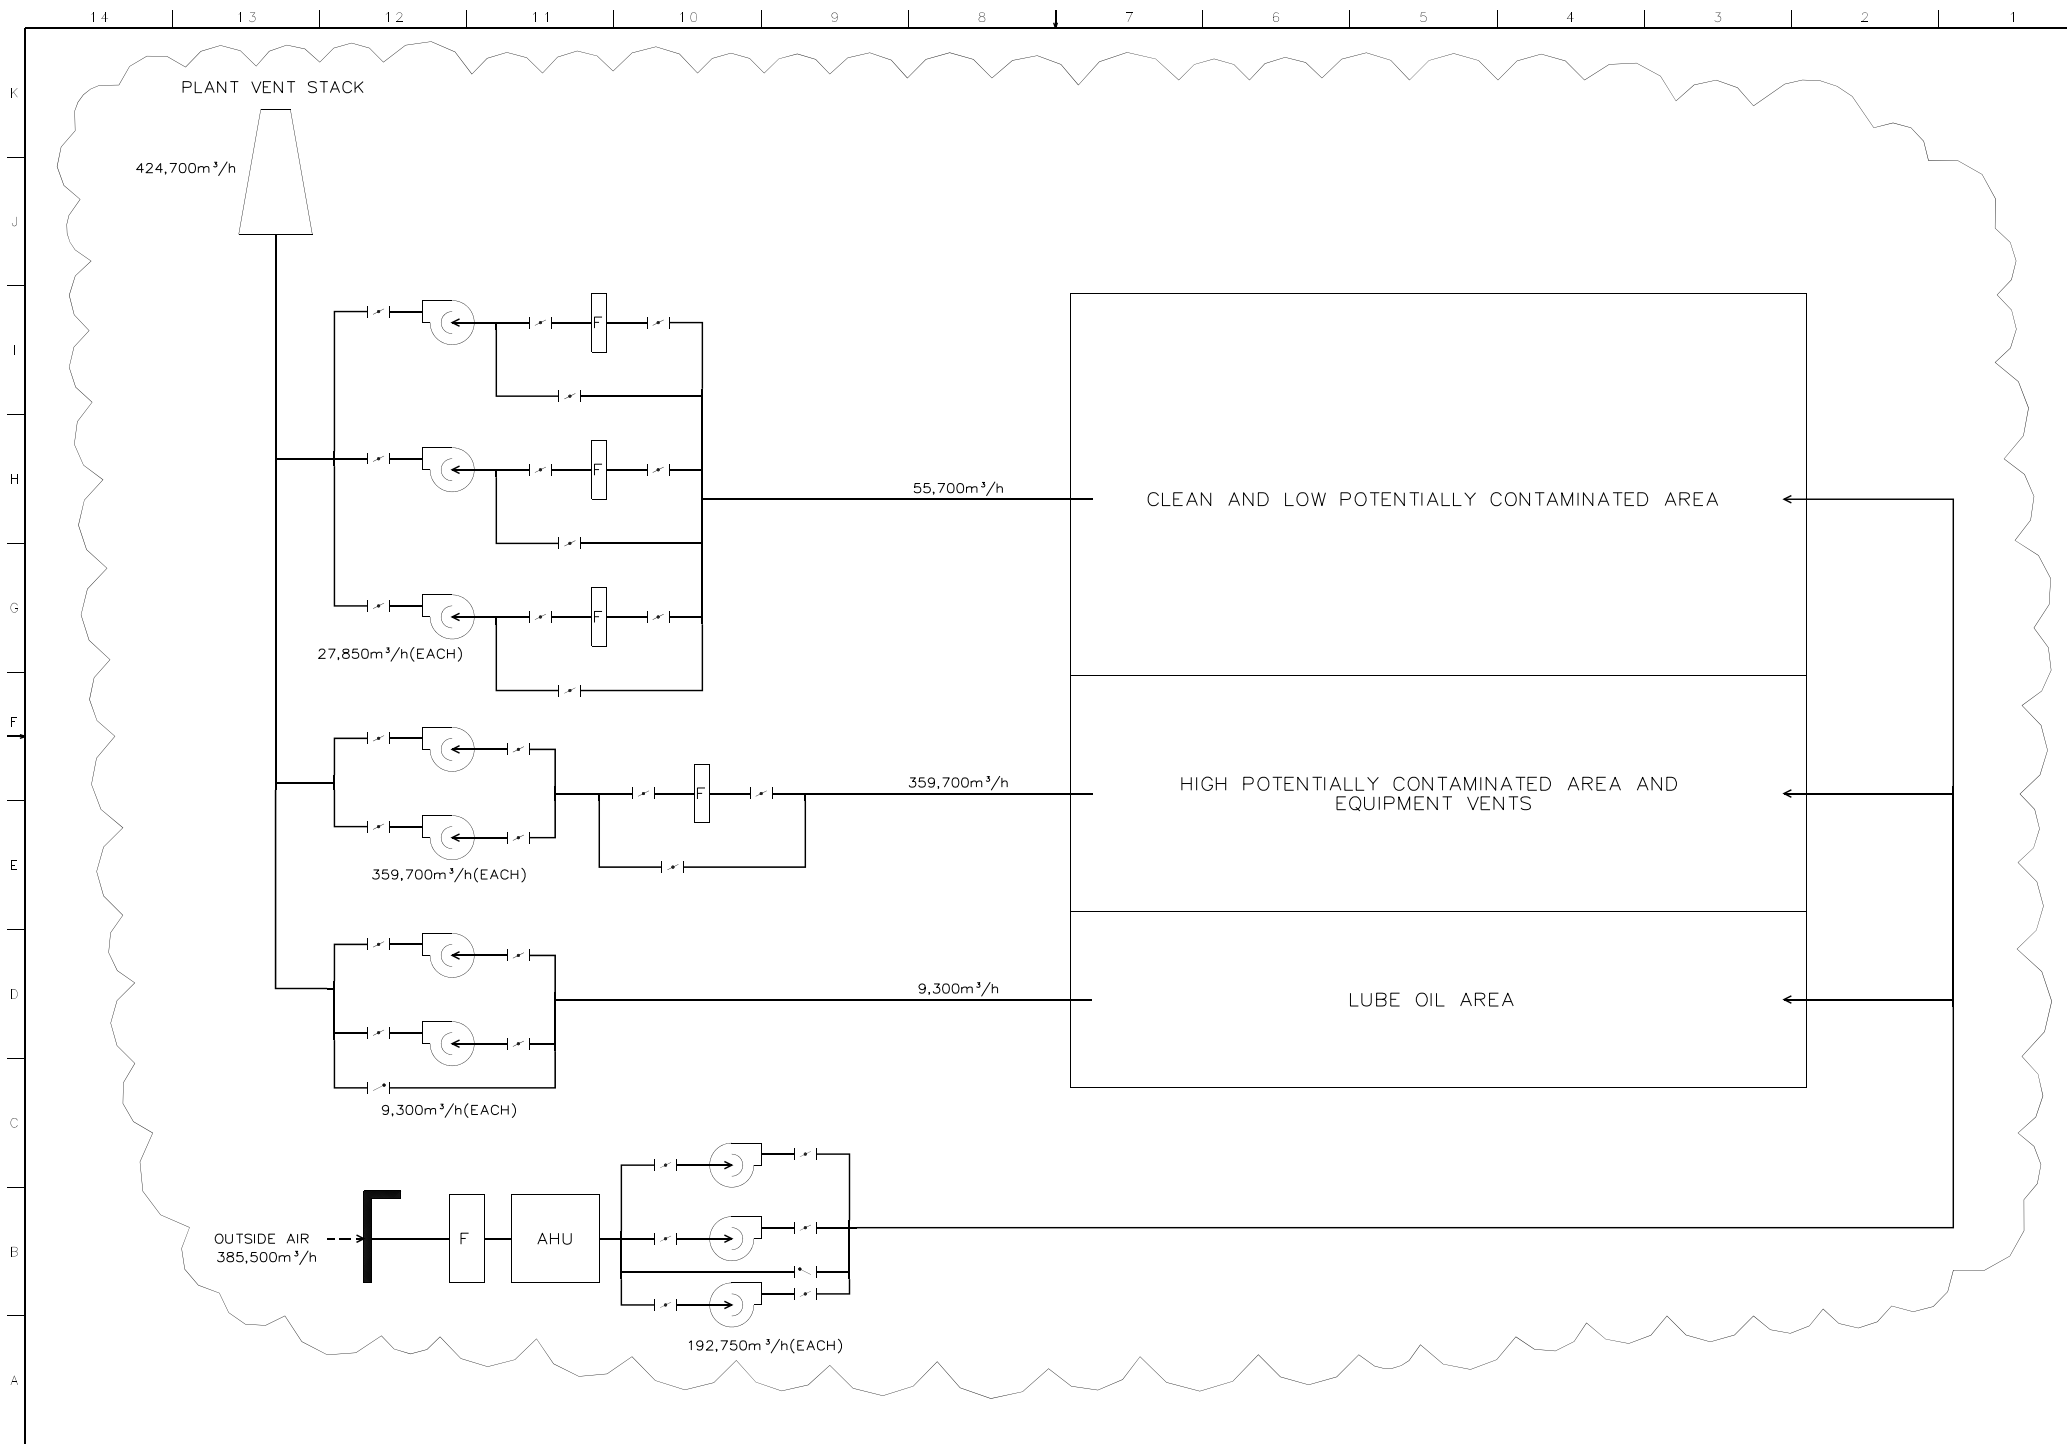 14 13 12 11 10 9 8 7 6 5 4 3 2 1
K
PLANT VENT STACK
424,700m³/h
J
I
F
H
F
55,700m³/h
CLEAN AND LOW POTENTIALLY CONTAMINATED AREA
G
F
27,850m³/h(EACH)
F
359,700m³/h
F
HIGH POTENTIALLY CONTAMINATED AREA AND
EQUIPMENT VENTS
E
359,700m³/h(EACH)
D
9,300m³/h
LUBE OIL AREA
9,300m³/h(EACH)
C
B
OUTSIDE AIR
385,500m³/h
F
AHU
192,750m³/h(EACH)
A